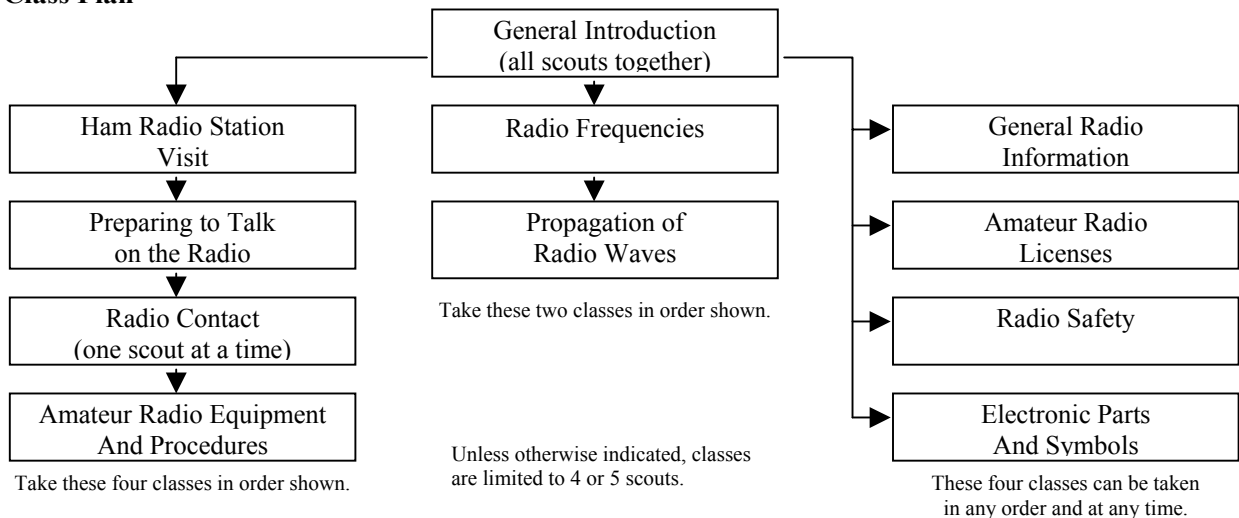 Class Plan
General Introduction
(all scouts together)
Ham Radio Station
Visit
Preparing to Talk
on the Radio
Radio Contact
(one scout at a time)
Amateur Radio Equipment
And Procedures
Take these four classes in order shown.
Radio Frequencies
Propagation of
Radio Waves
Take these two classes in order shown.
Unless otherwise indicated, classes
are limited to 4 or 5 scouts.
General Radio
Information
Amateur Radio
Licenses
Radio Safety
Electronic Parts
And Symbols
These four classes can be taken
in any order and at any time.